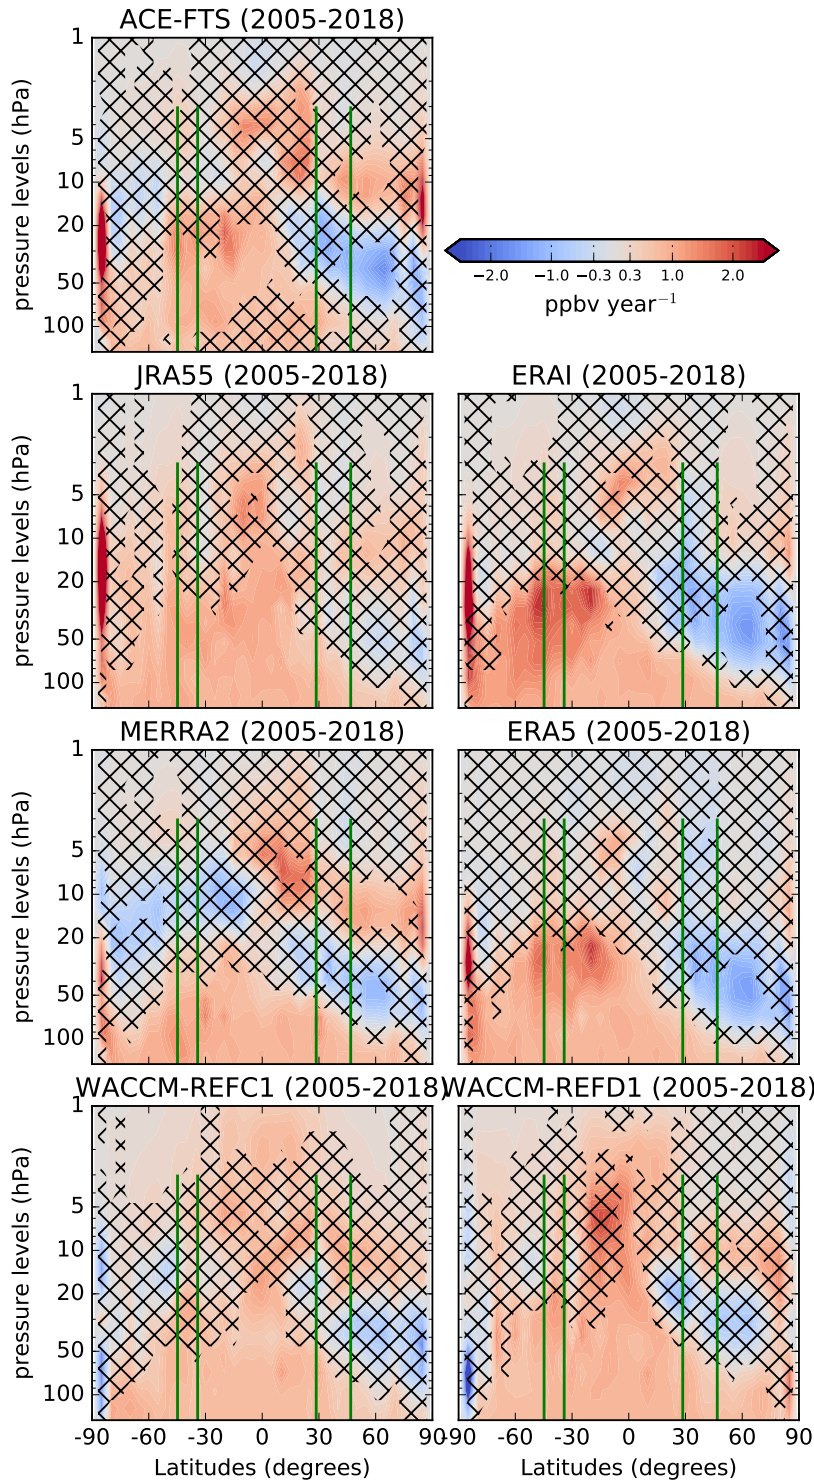 ACE-FTS (2005-2018)
1
5
10
20
50
100
pressure levels (hPa)
−2.0 −1.0 −0.3 0.3 1.0 2.0
ppbv year−1
JRA55 (2005-2018)
1
5
10
20
50
100
pressure levels (hPa)
ERAI (2005-2018)
MERRA2 (2005-2018)
1
5
10
20
50
100
pressure levels (hPa)
ERA5 (2005-2018)
WACCM-REFC1 (2005-2018)
1
5
10
20
50
100
pressure levels (hPa)
-90 -60 -30 0 30 60 90
Latitudes (degrees)
WACCM-REFD1 (2005-2018)
-90 -60 -30 0 30 60 90
Latitudes (degrees)